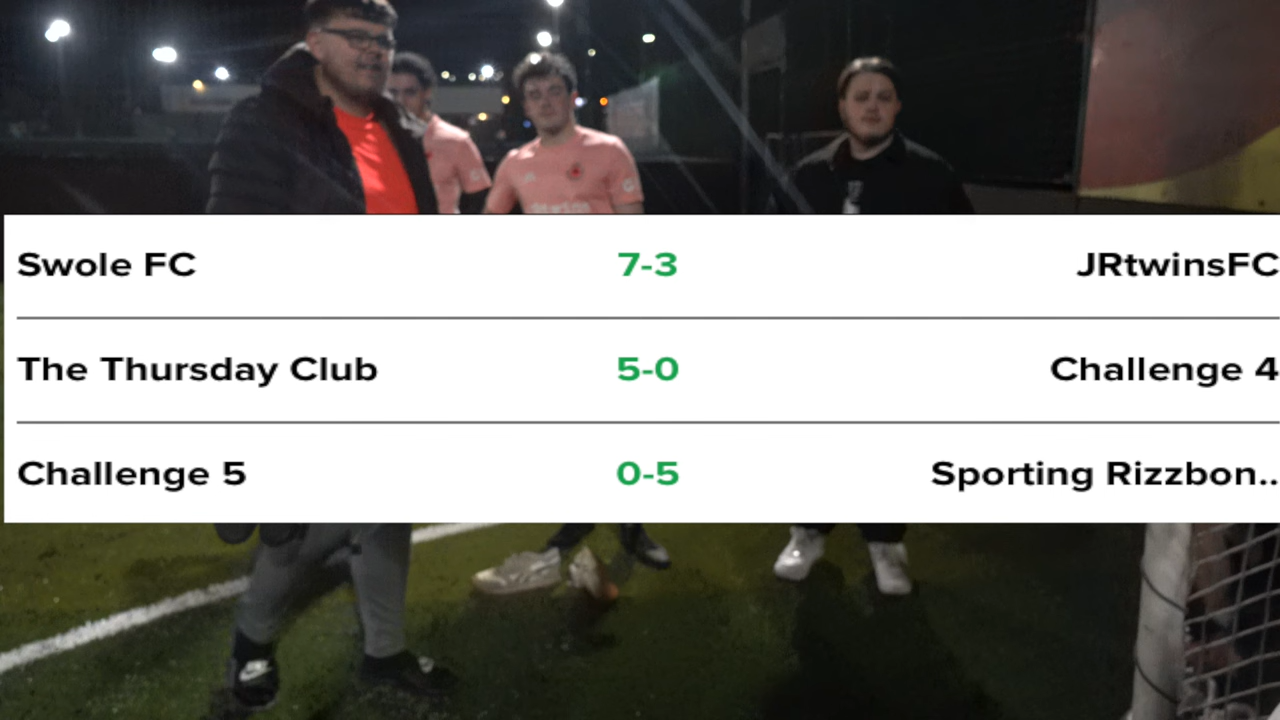 Swole FC 7-3 JRtwinsFC
The Thursday Club 5-0 Challenge 4
Challenge 5 0-5 Sporting Rizzbon..